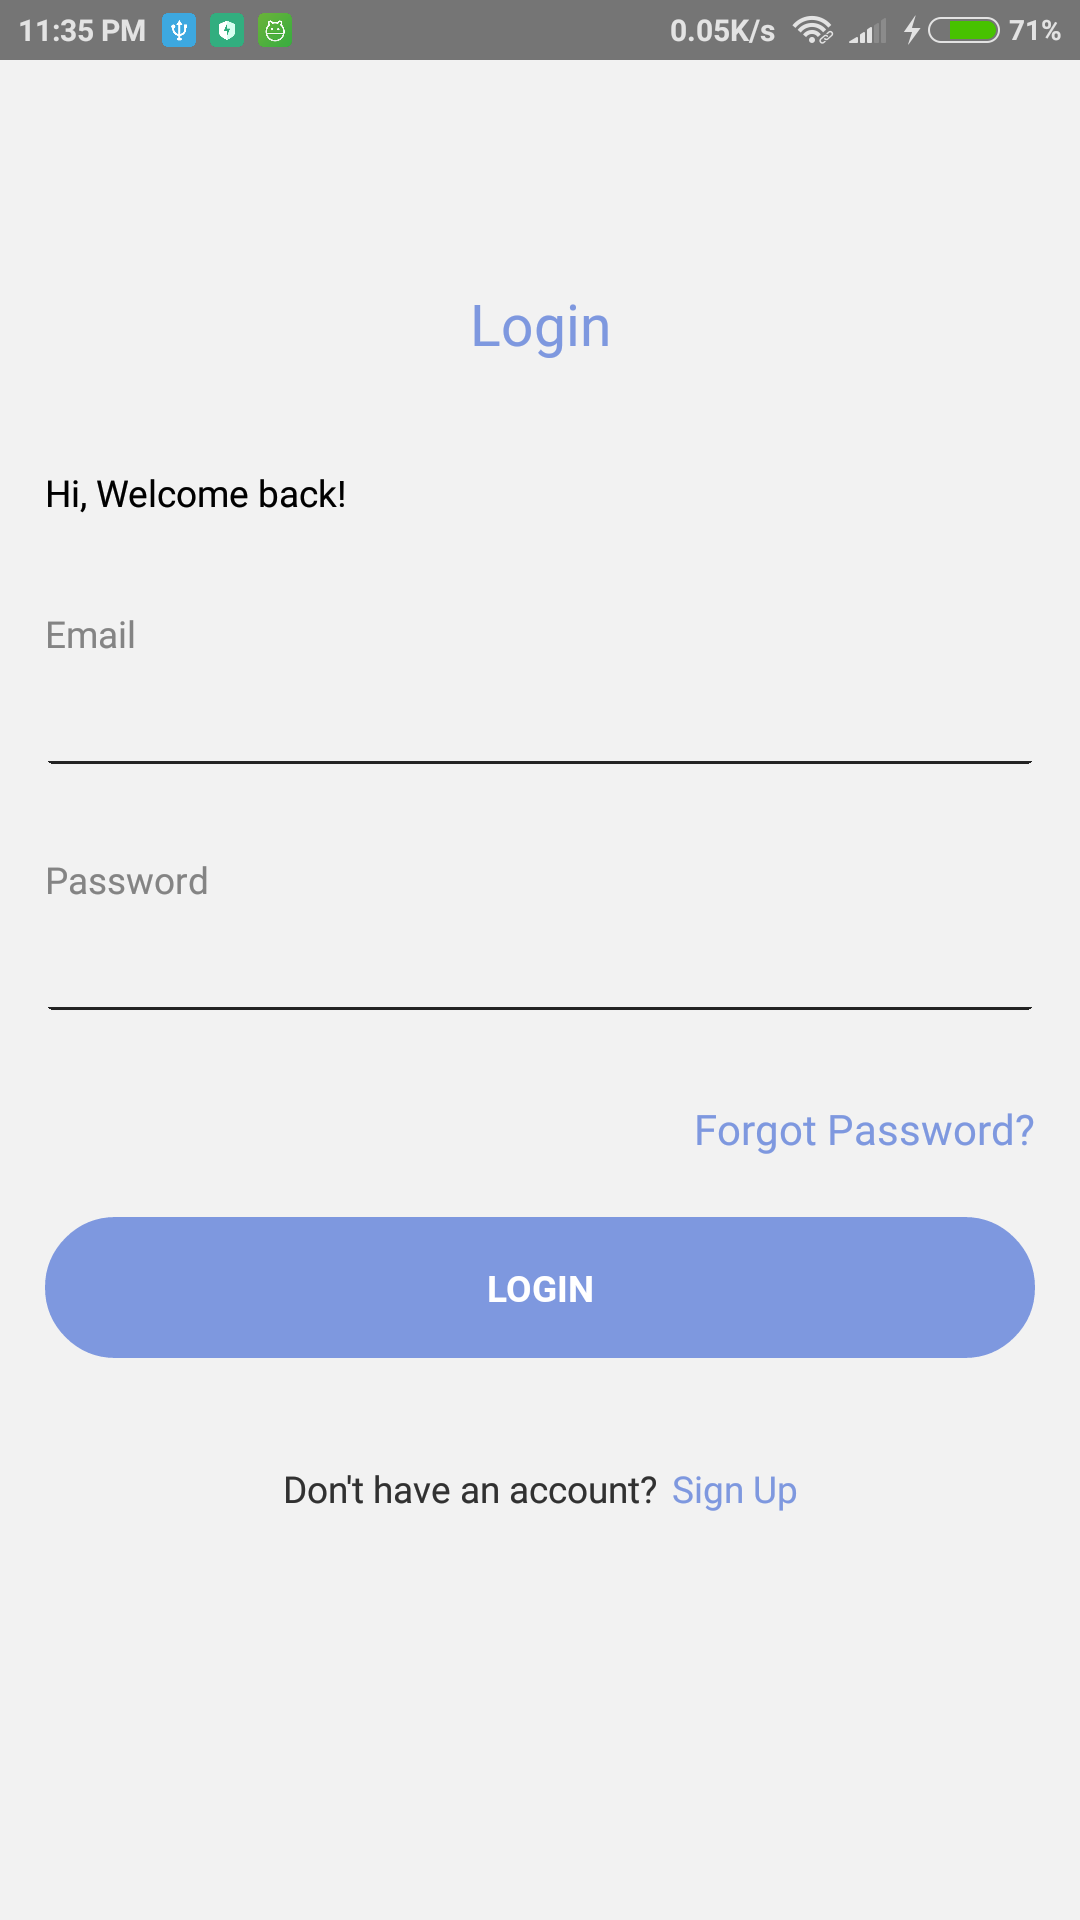 11:35 PM 0.05K/s 71%
Login
Hi, Welcome back!
Email
Password
Forgot Password?
LOGIN
Don't have an account? Sign Up